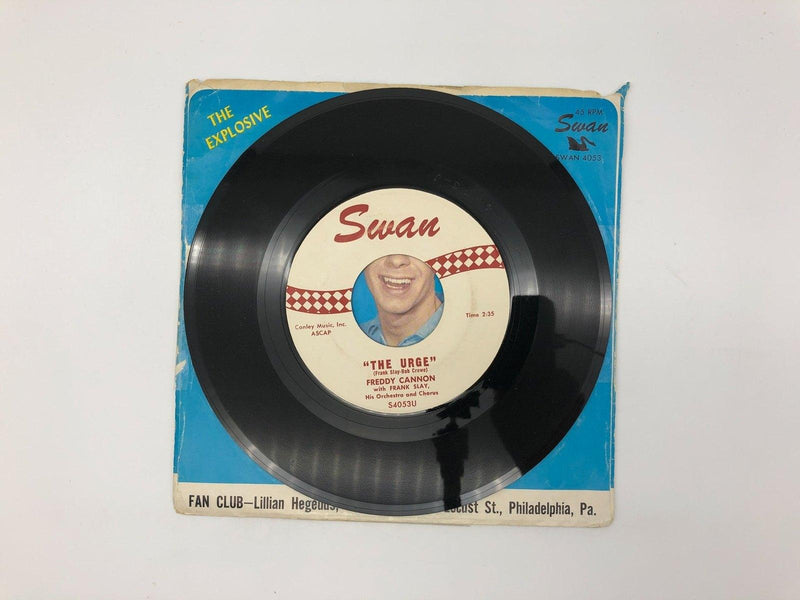 THE
EXPLOSIVE
45 RPM
Swan
SWAN 4053
Swan
Conley Music, Inc.
ASCAP
Time 2:35
"THE URGE"
(Frank Slay-Bob Crewe)
FREDDY CANNON
with FRANK SLAY,
His Orchestra and Chorus
S4053U
FAN CLUB—Lillian Hegedus, Locust St., Philadelphia, Pa.